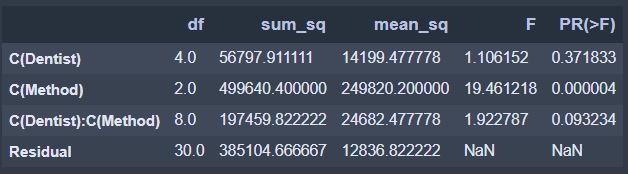 df sum_sq mean_sq F PR(>F)
C(Dentist) 4.0 56797.911111 14199.477778 1.106152 0.371833
C(Method) 2.0 499640.400000 249820.200000 19.461218 0.000004
C(Dentist):C(Method) 8.0 197459.822222 24682.477778 1.922787 0.093234
Residual 30.0 385104.666667 12836.822222 NaN NaN